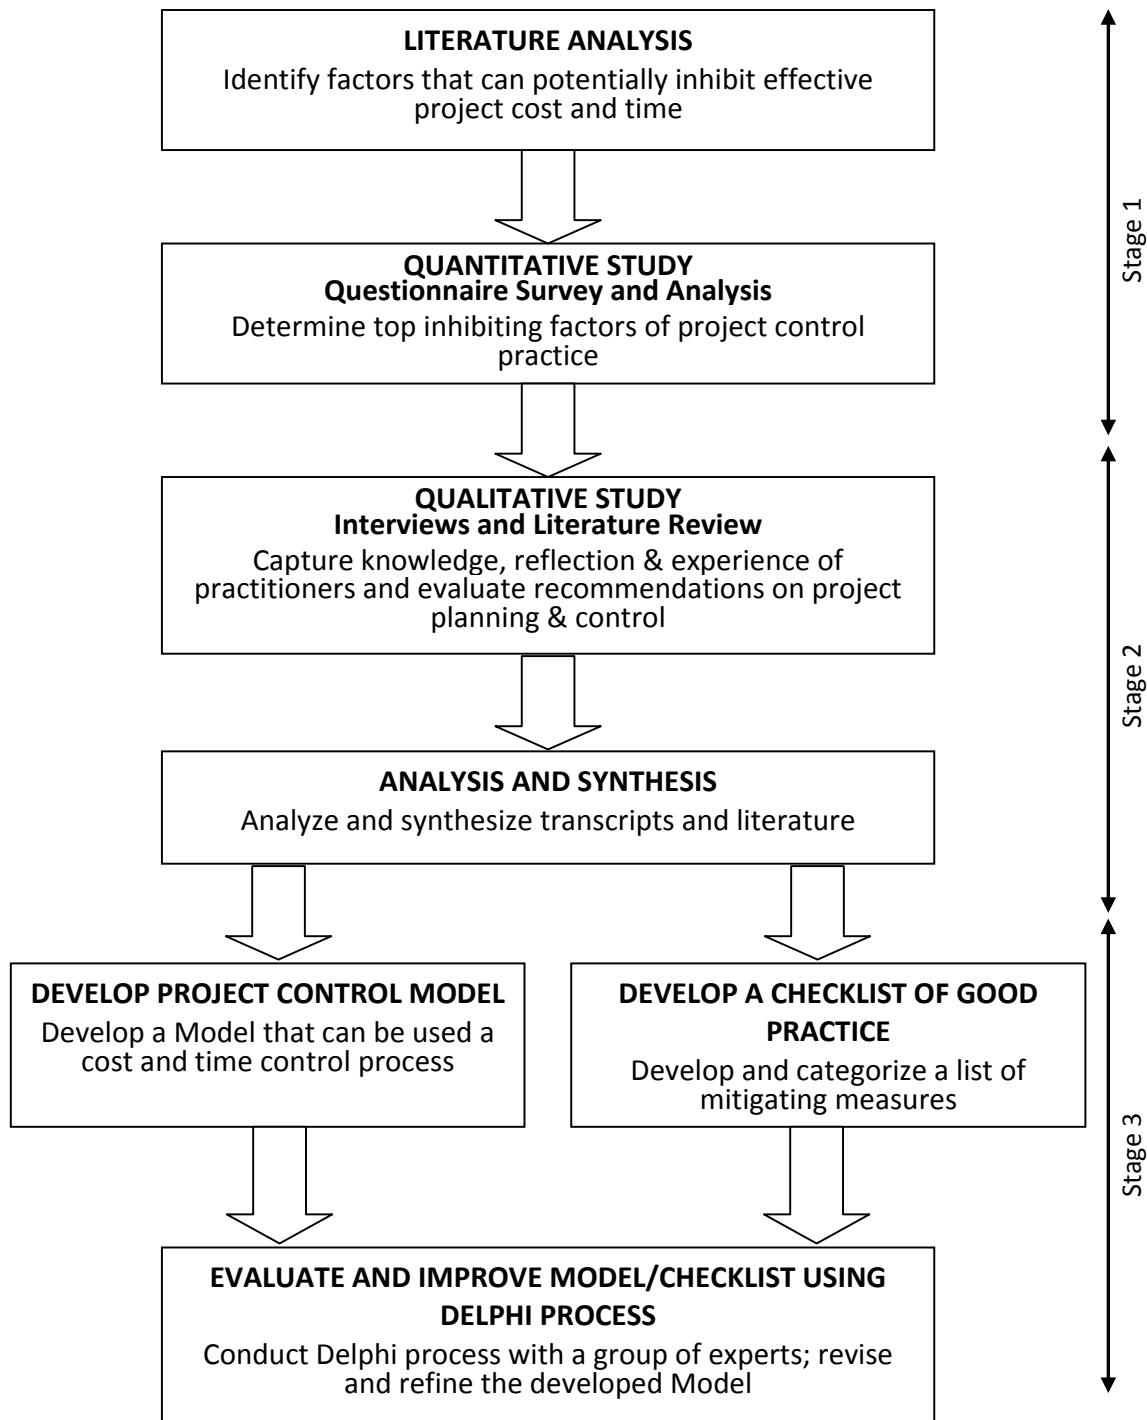 LITERATURE ANALYSIS
Identify factors that can potentially inhibit effective
project cost and time
Stage 1
QUANTITATIVE STUDY
Questionnaire Survey and Analysis
Determine top inhibiting factors of project control
practice
QUALITATIVE STUDY
Interviews and Literature Review
Capture knowledge, reflection & experience of
practitioners and evaluate recommendations on project
planning & control
Stage 2
ANALYSIS AND SYNTHESIS
Analyze and synthesize transcripts and literature
DEVELOP PROJECT CONTROL MODEL
Develop a Model that can be used a
cost and time control process
DEVELOP A CHECKLIST OF GOOD
PRACTICE
Develop and categorize a list of
mitigating measures
Stage 3
EVALUATE AND IMPROVE MODEL/CHECKLIST USING
DELPHI PROCESS
Conduct Delphi process with a group of experts; revise
and refine the developed Model